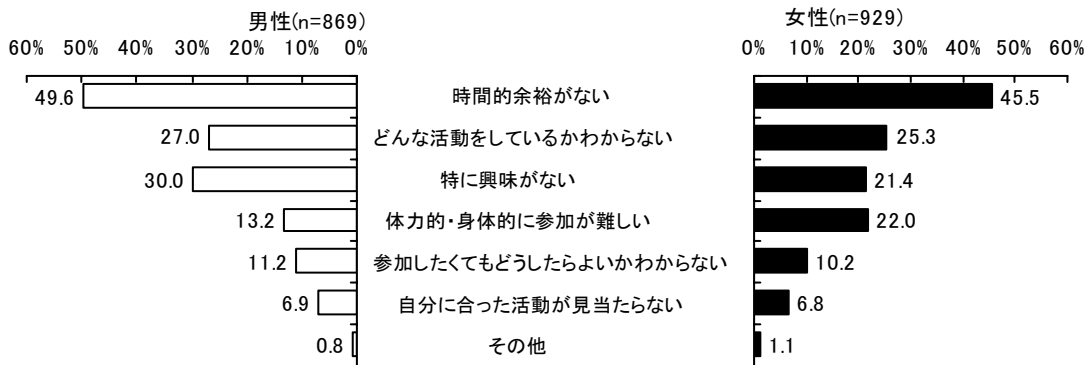 男性(n=869)
女性(n=929)
60% 50% 40% 30% 20% 10% 0%
0% 10% 20% 30% 40% 50% 60%
49.6 時間的余裕がない 45.5
27.0 どんな活動をしているかわからない 25.3
30.0 特に興味がない 21.4
13.2 体力的・身体的に参加が難しい 22.0
11.2 参加したくてもどうしたらよいかわからない 10.2
6.9 自分に合った活動が見当たらない 6.8
0.8 その他 1.1